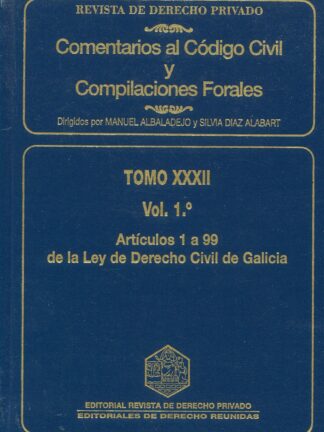 REVISTA DE DERECHO PRIVADO
Comentarios al Código Civil
y
Compilaciones Forales
Dirigidos por MANUEL ALBALADEJO y SILVIA DIAZ ALABART
TOMO XXXII
Vol. 1.º
Artículos 1 a 99
de la Ley de Derecho Civil de Galicia
EDITORIAL REVISTA DE DERECHO PRIVADO
EDITORIALES DE DERECHO REUNIDAS